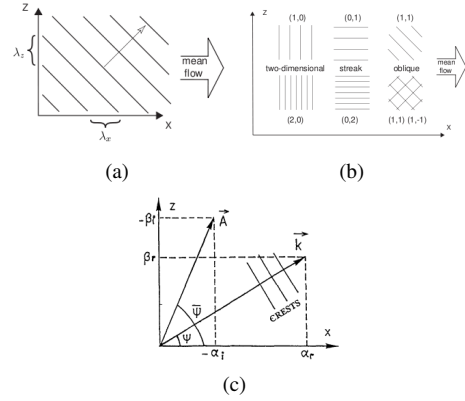 z
λz
mean
flow
x
λx
(a)
z
(1,0) (0,1) (1,1)
two-dimensional streak oblique
mean
flow
(2,0) (0,2) (1,1) (1,-1)
x
(b)
z
-βi
A
βr
k
ψ̃
ψ
CRESTS
x
-αi
αr
(c)